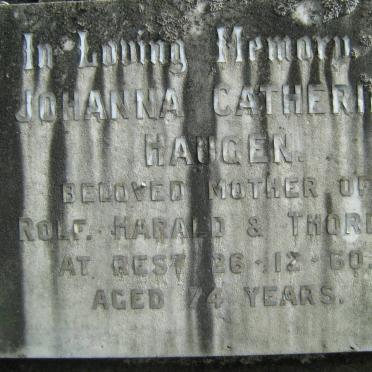 In Loving Memory
JOHANNA CATHERI
HAUGEN.
BELOVED MOTHER OF
ROLF. HARALD & THOR
AT REST 26-12-60.
AGED 74 YEARS.